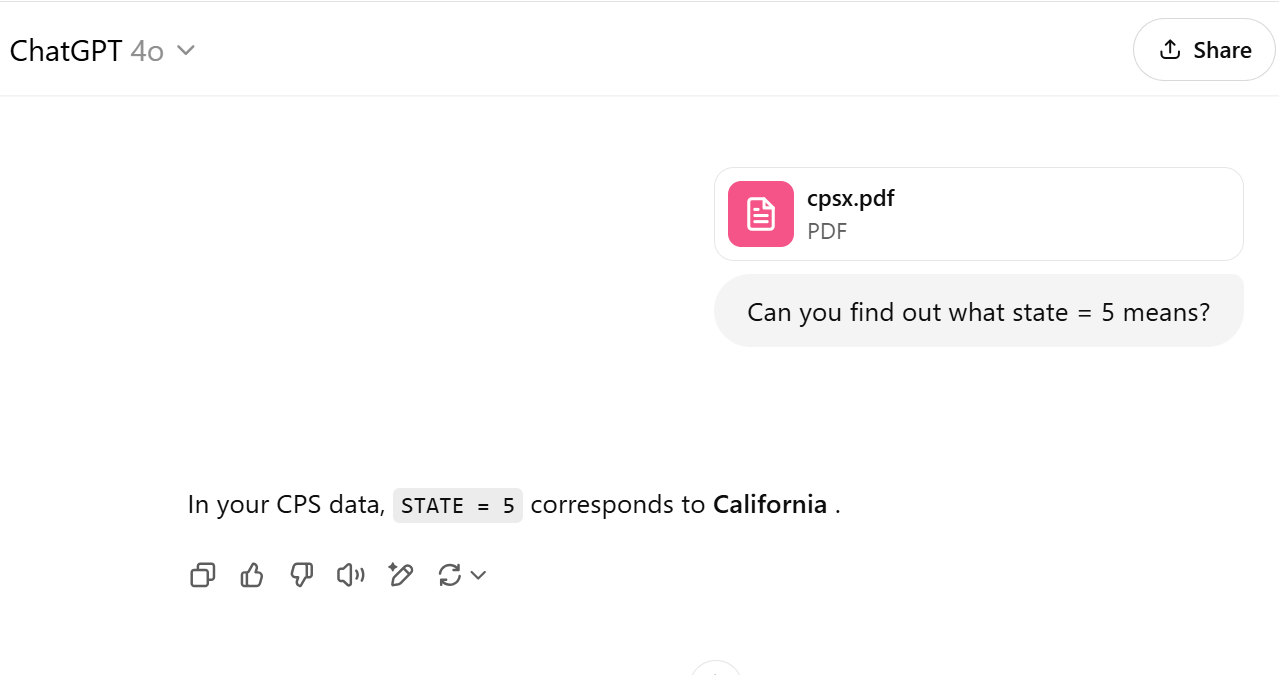 ChatGPT 4o
Share
cpsx.pdf
PDF
Can you find out what state = 5 means?
In your CPS data, STATE = 5 corresponds to California .